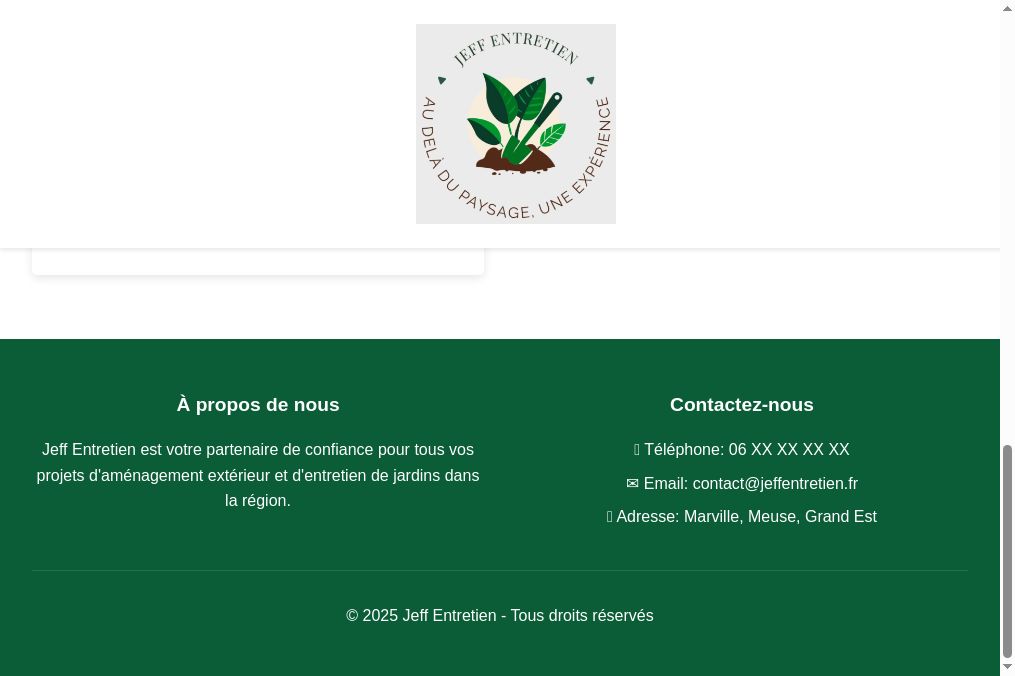 JEFF ENTRETIEN
AU DELÀ DU PAYSAGE, UNE EXPÉRIENCE
À propos de nous
Jeff Entretien est votre partenaire de confiance pour tous vos
projets d'aménagement extérieur et d'entretien de jardins dans
la région.
Contactez-nous
Téléphone: 06 XX XX XX XX
✉ Email: contact@jeffentretien.fr
Adresse: Marville, Meuse, Grand Est
© 2025 Jeff Entretien - Tous droits réservés